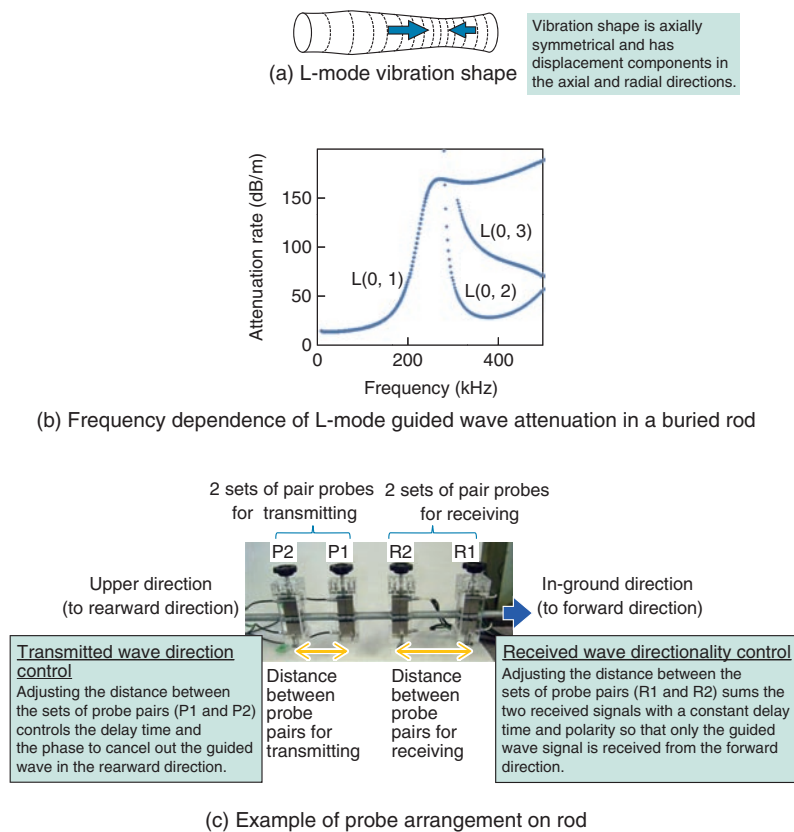 Vibration shape is axially
symmetrical and has
displacement components in
the axial and radial directions.
(a) L-mode vibration shape
Attenuation rate (dB/m)
150
100
50
0
L(0, 1)
L(0, 3)
L(0, 2)
0
200
400
Frequency (kHz)
(b) Frequency dependence of L-mode guided wave attenuation in a buried rod
2 sets of pair probes
for transmitting
2 sets of pair probes
for receiving
P2
P1
R2
R1
Upper direction
(to rearward direction)
In-ground direction
(to forward direction)
Transmitted wave direction
control
Adjusting the distance between
the sets of probe pairs (P1 and P2)
controls the delay time and
the phase to cancel out the guided
wave in the rearward direction.
Distance
between
probe
pairs for
transmitting
Distance
between
probe
pairs for
receiving
Received wave directionality control
Adjusting the distance between the
sets of probe pairs (R1 and R2) sums the
two received signals with a constant delay
time and polarity so that only the guided
wave signal is received from the forward
direction.
(c) Example of probe arrangement on rod